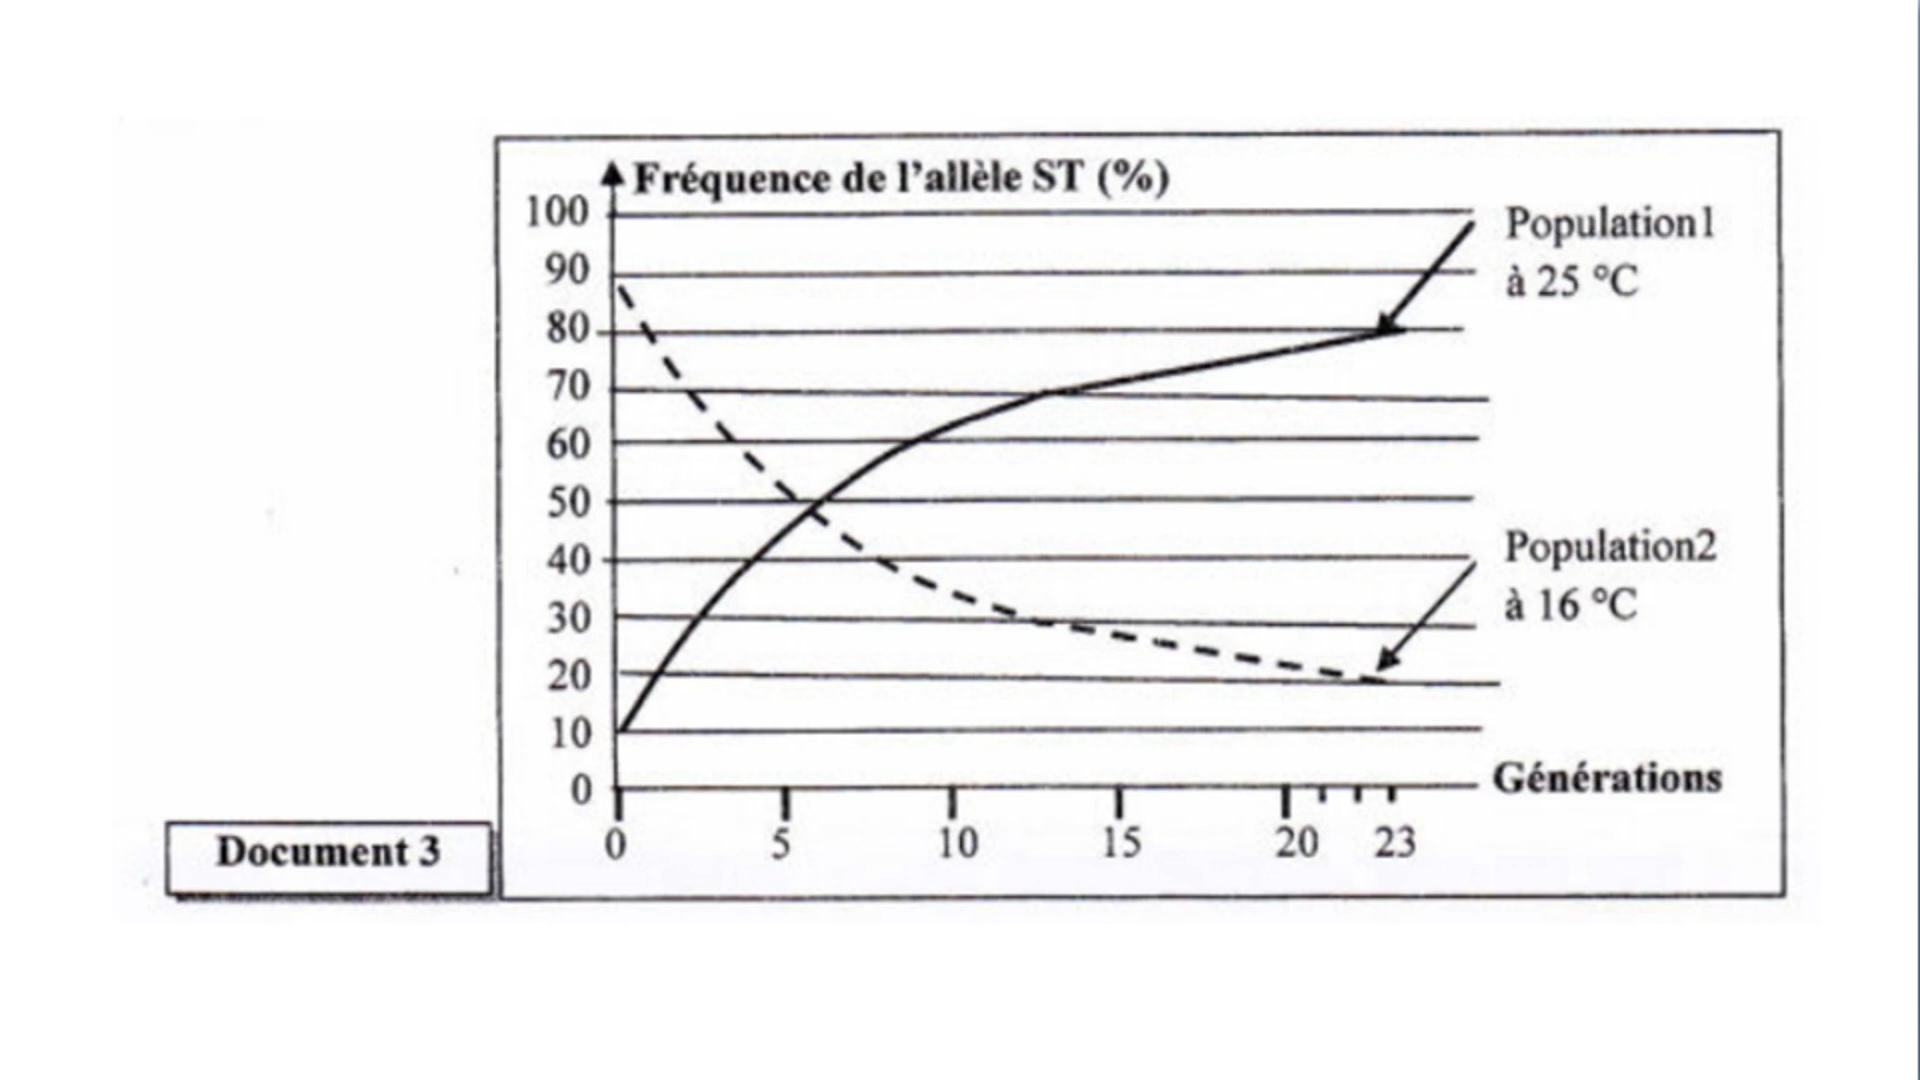 Fréquence de l'allèle ST (%)
100
90
80
70
60
50
40
30
20
10
0
Population1
à 25 °C
Population2
à 16 °C
Générations
0 5 10 15 20 23
Document 3